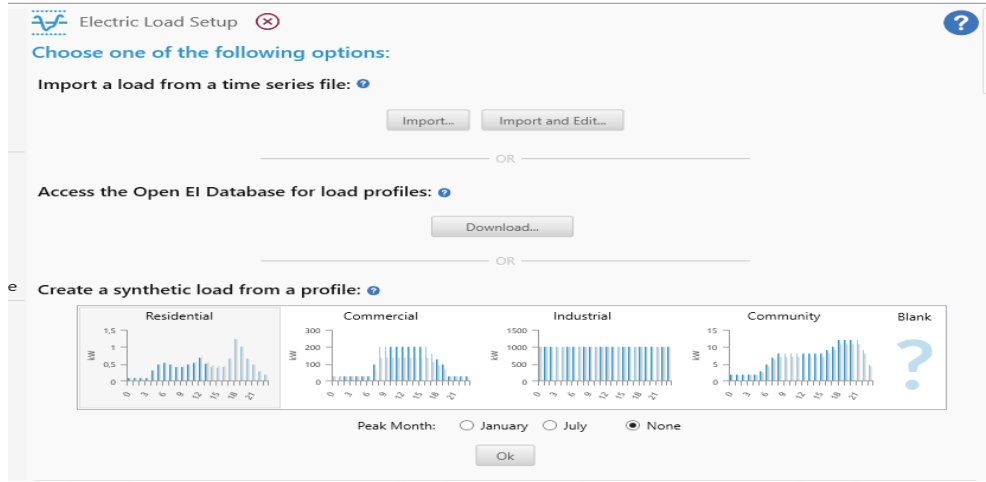 Electric Load Setup
?
Choose one of the following options:
Import a load from a time series file: ?
Import... Import and Edit...
OR
Access the Open EI Database for load profiles: ?
Download...
OR
e
Create a synthetic load from a profile: ?
Residential Commercial Industrial Community Blank
kW 1,5 1 0,5 0
0 3 6 9 12 15 18 21
kW 300 200 100 0
0 3 6 9 12 15 18 21
kW 1500 1000 500 0
0 3 6 9 12 15 18 21
kW 15 10 5 0
0 3 6 9 12 15 18 21
?
Peak Month: January July None
Ok